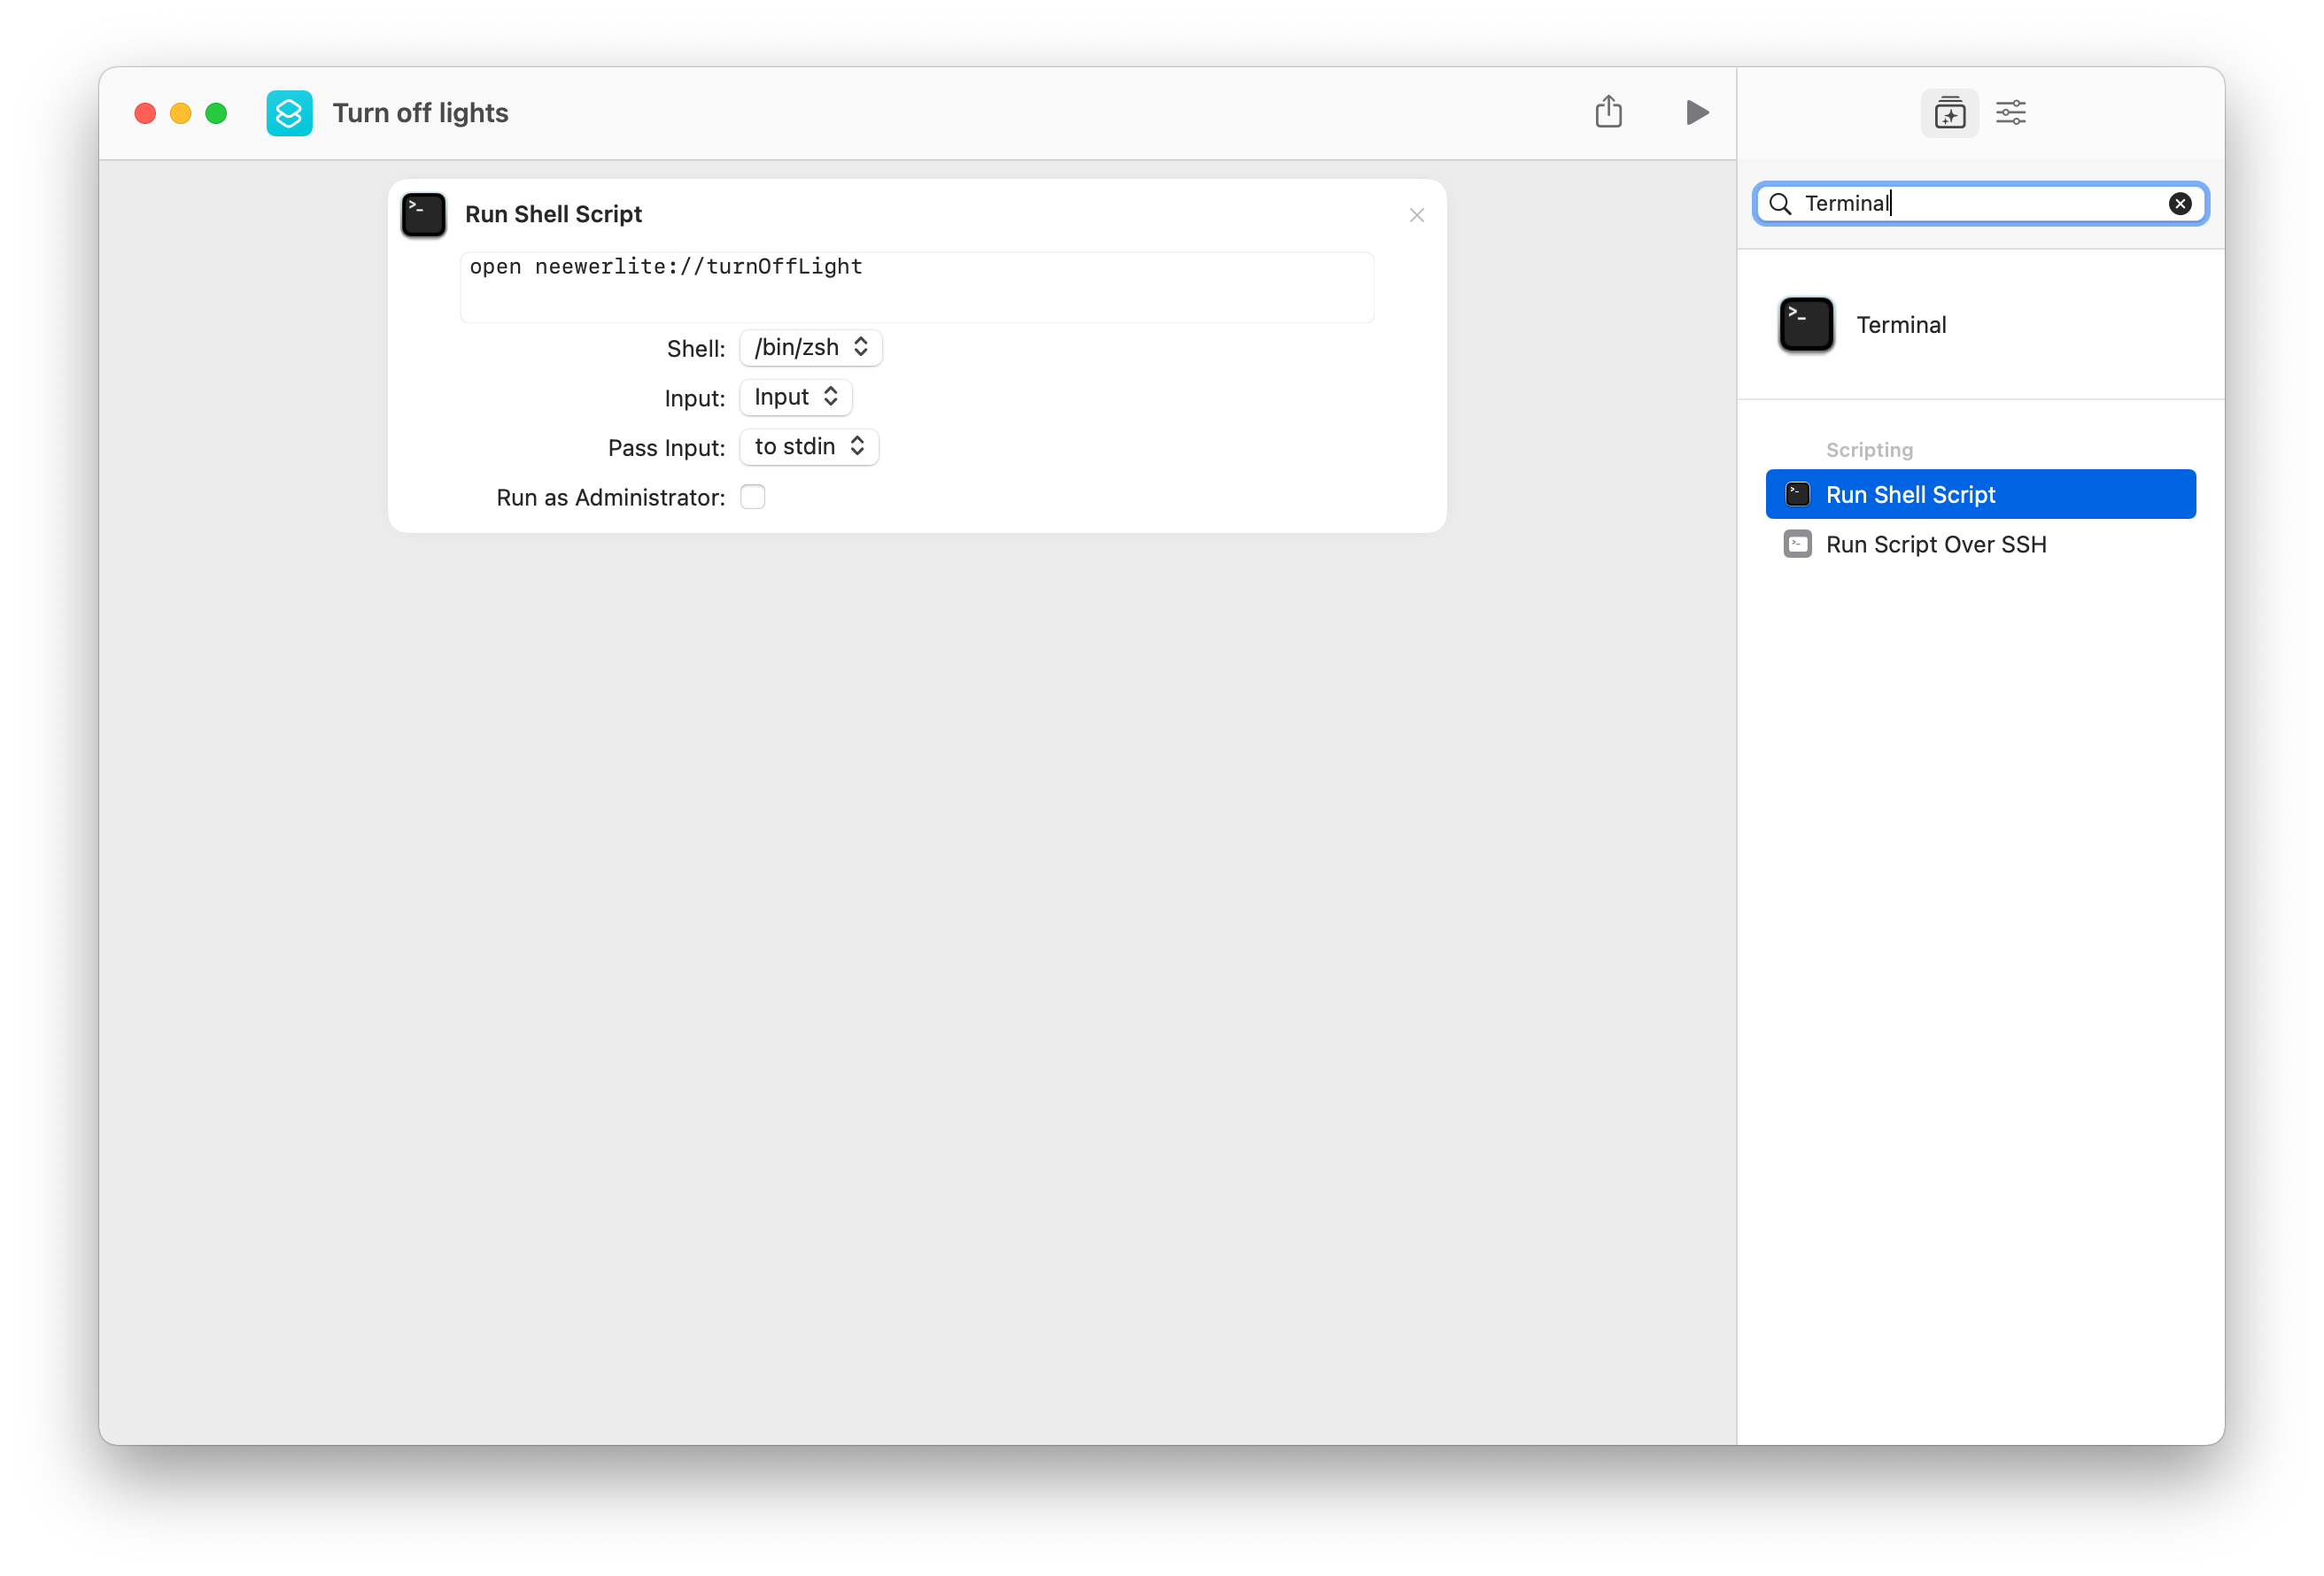 Turn off lights
Run Shell Script
open neewerlite://turnOffLight
Shell: /bin/zsh
Input: Input
Pass Input: to stdin
Run as Administrator:
Terminal
Terminal
Scripting
Run Shell Script
Run Script Over SSH